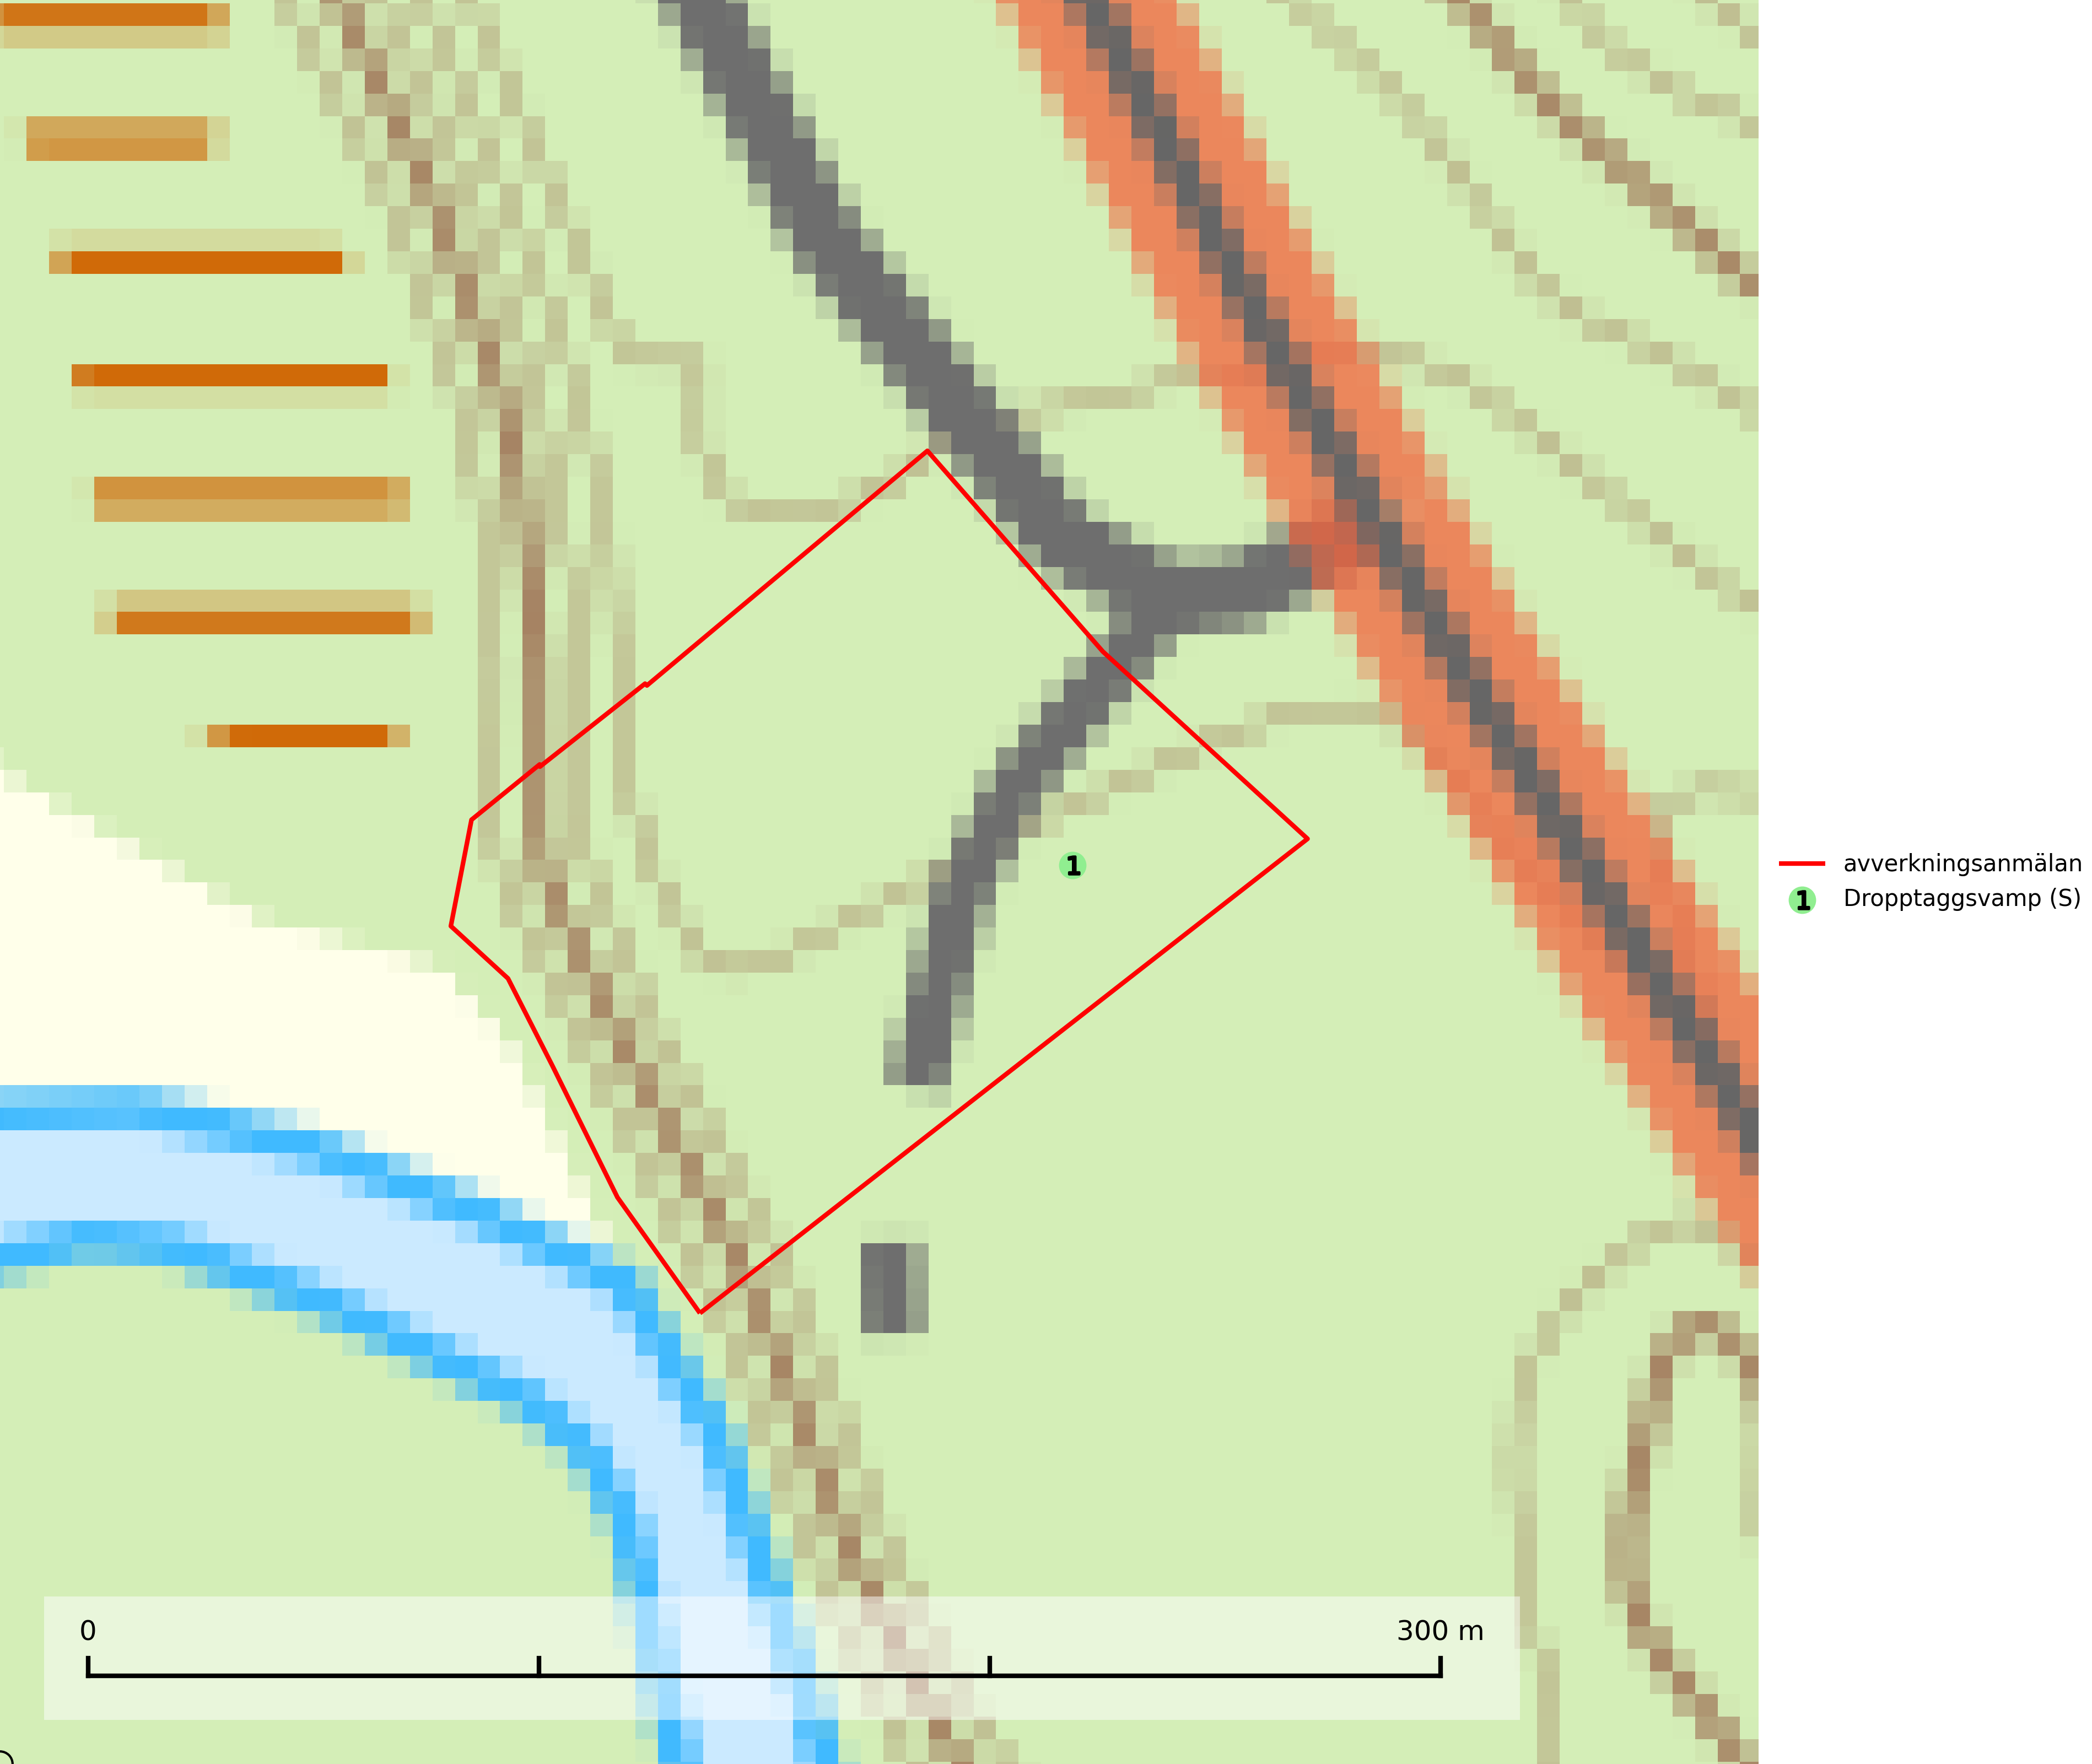 1
avverkningsanmälan
1 Dropptaggsvamp (S)
0 300 m